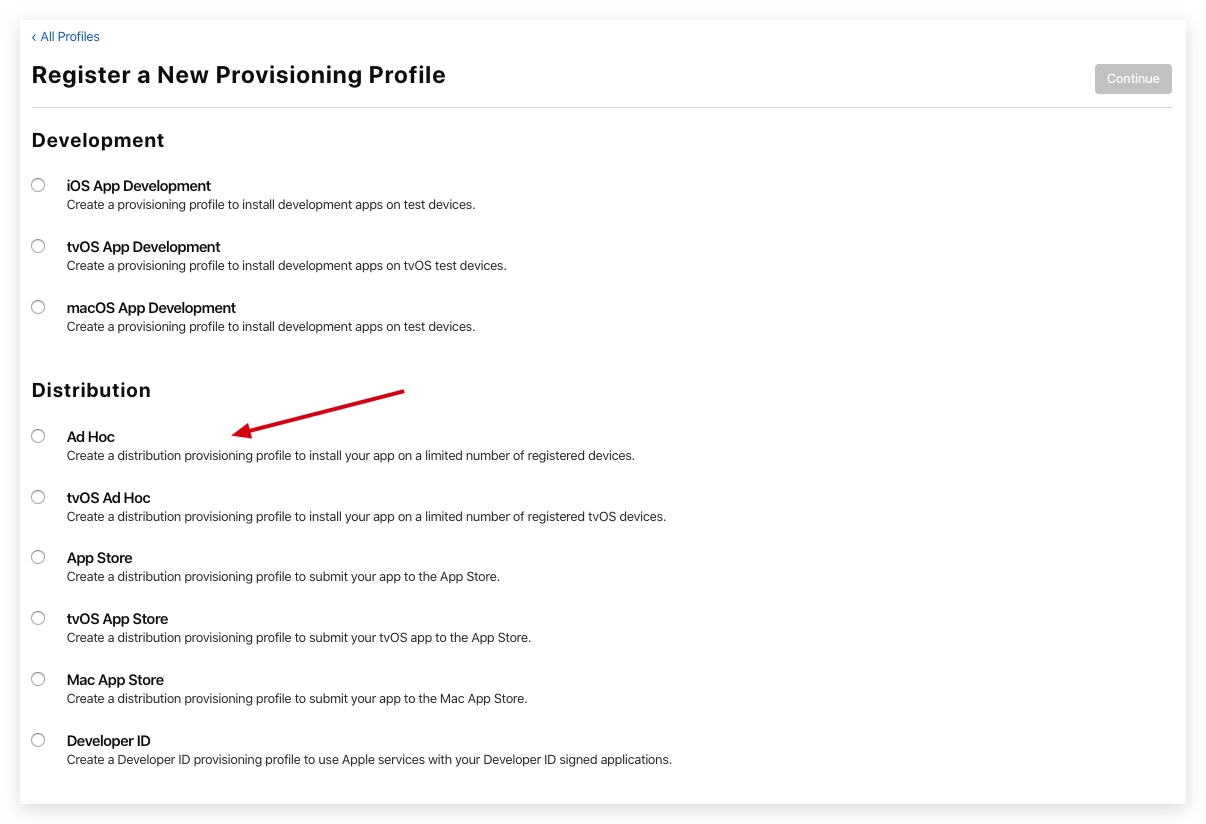 ‹ All Profiles
Register a New Provisioning Profile
Continue
Development
iOS App Development
Create a provisioning profile to install development apps on test devices.
tvOS App Development
Create a provisioning profile to install development apps on tvOS test devices.
macOS App Development
Create a provisioning profile to install development apps on test devices.
Distribution
Ad Hoc
Create a distribution provisioning profile to install your app on a limited number of registered devices.
tvOS Ad Hoc
Create a distribution provisioning profile to install your app on a limited number of registered tvOS devices.
App Store
Create a distribution provisioning profile to submit your app to the App Store.
tvOS App Store
Create a distribution provisioning profile to submit your tvOS app to the App Store.
Mac App Store
Create a distribution provisioning profile to submit your app to the Mac App Store.
Developer ID
Create a Developer ID provisioning profile to use Apple services with your Developer ID signed applications.